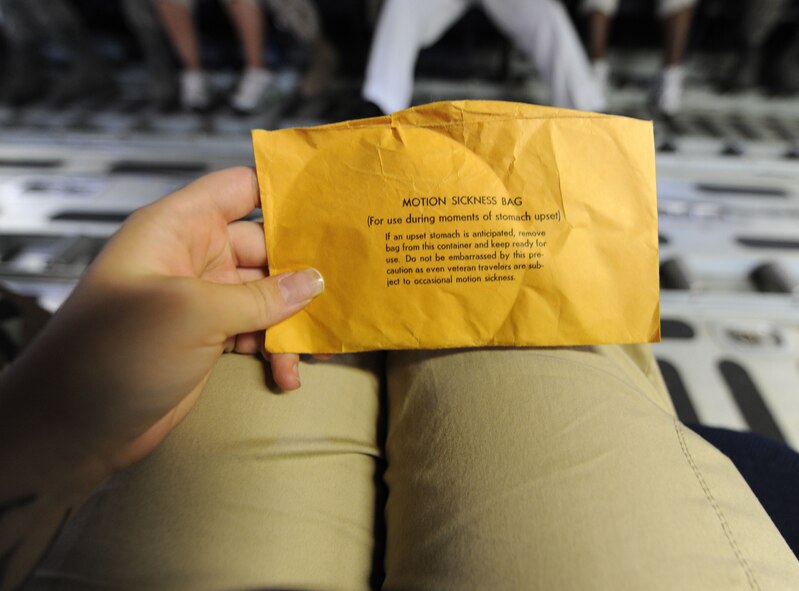 MOTION SICKNESS BAG
(For use during moments of stomach upset)
If an upset stomach is anticipated, remove
bag from this container and keep ready for
use. Do not be embarrassed by this pre-
caution as even veteran travelers are sub-
ject to occasional motion sickness.